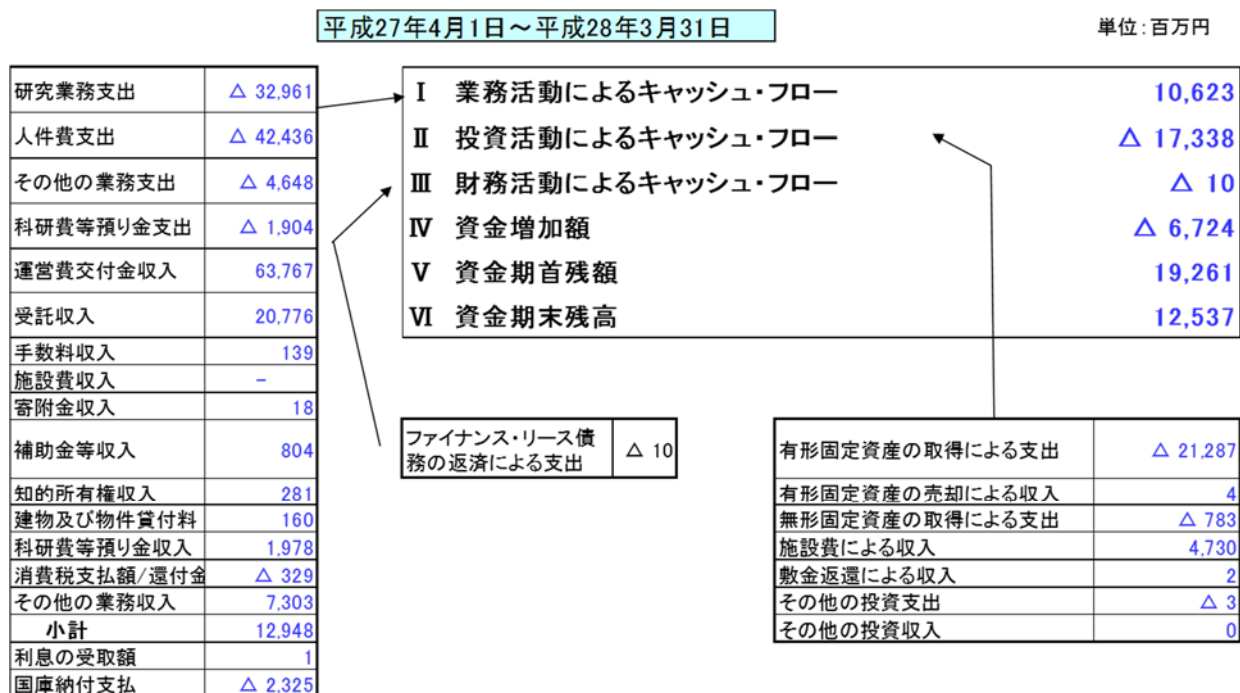 平成27年4月1日～平成28年3月31日
単位：百万円
研究業務支出 △ 32,961
人件費支出 △ 42,436
その他の業務支出 △ 4,648
科研費等預り金支出 △ 1,904
運営費交付金収入 63,767
受託収入 20,776
手数料収入 139
施設費収入 −
寄附金収入 18
補助金等収入 804
知的所有権収入 281
建物及び物件貸付料 160
科研費等預り金収入 1,978
消費税支払額/還付金 △ 329
その他の業務収入 7,303
小計 12,948
利息の受取額 1
国庫納付支払 △ 2,325
Ⅰ 業務活動によるキャッシュ・フロー 10,623
Ⅱ 投資活動によるキャッシュ・フロー △ 17,338
Ⅲ 財務活動によるキャッシュ・フロー △ 10
Ⅳ 資金増加額 △ 6,724
Ⅴ 資金期首残額 19,261
Ⅵ 資金期末残高 12,537
ファイナンス・リース債
務の返済による支出 △ 10
有形固定資産の取得による支出 △ 21,287
有形固定資産の売却による収入 4
無形固定資産の取得による支出 △ 783
施設費による収入 4,730
敷金返還による収入 2
その他の投資支出 △ 3
その他の投資収入 0